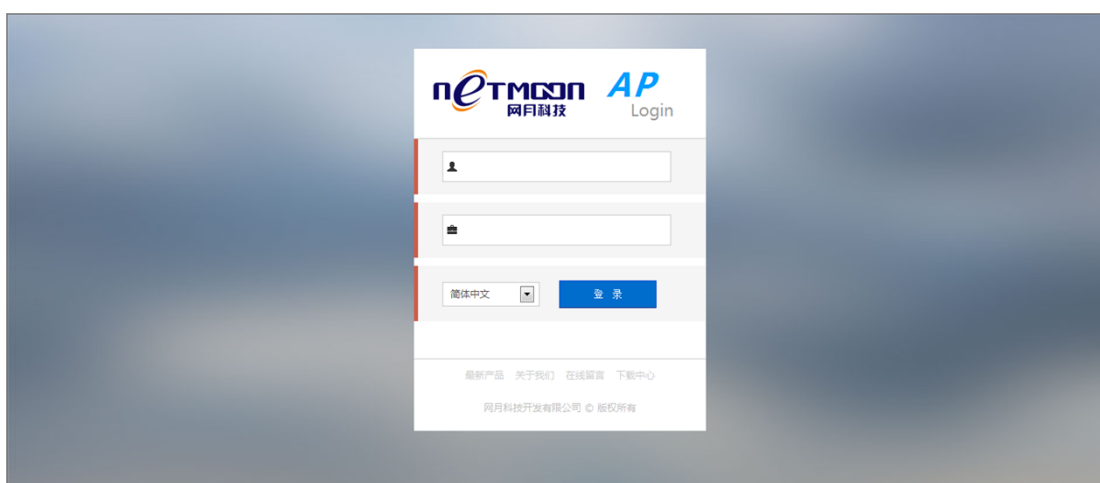 netmoon AP
网月科技 Login
简体中文 登 录
最新产品 关于我们 在线留言 下载中心
网月科技开发有限公司 © 版权所有